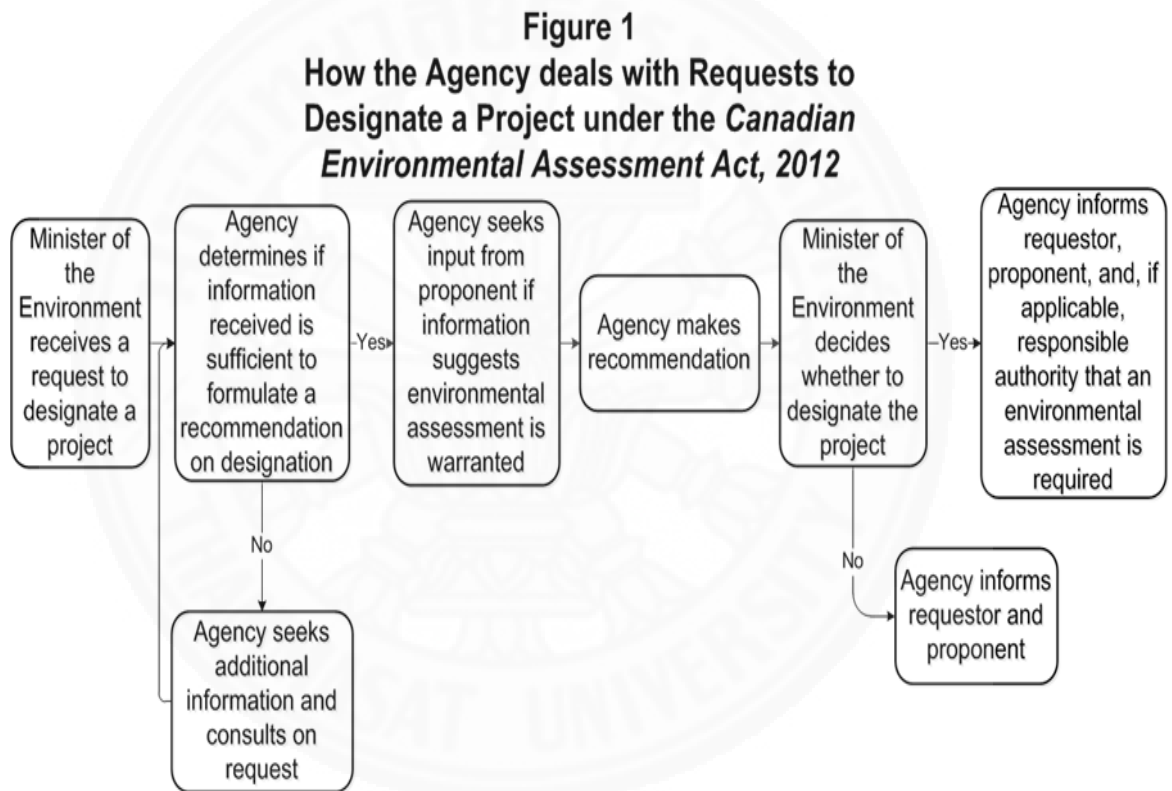 Figure 1
How the Agency deals with Requests to
Designate a Project under the Canadian
Environmental Assessment Act, 2012
Minister of
the
Environment
receives a
request to
designate a
project
Agency
determines if
information
received is
sufficient to
formulate a
recommendation
on designation
Yes
Agency seeks
input from
proponent if
information
suggests
environmental
assessment is
warranted
Agency makes
recommendation
Minister of
the
Environment
decides
whether to
designate the
project
Yes
Agency informs
requestor,
proponent, and, if
applicable,
responsible
authority that an
environmental
assessment is
required
No
Agency seeks
additional
information and
consults on
request
No
Agency informs
requestor and
proponent
THAMMASAT UNIVERSITY